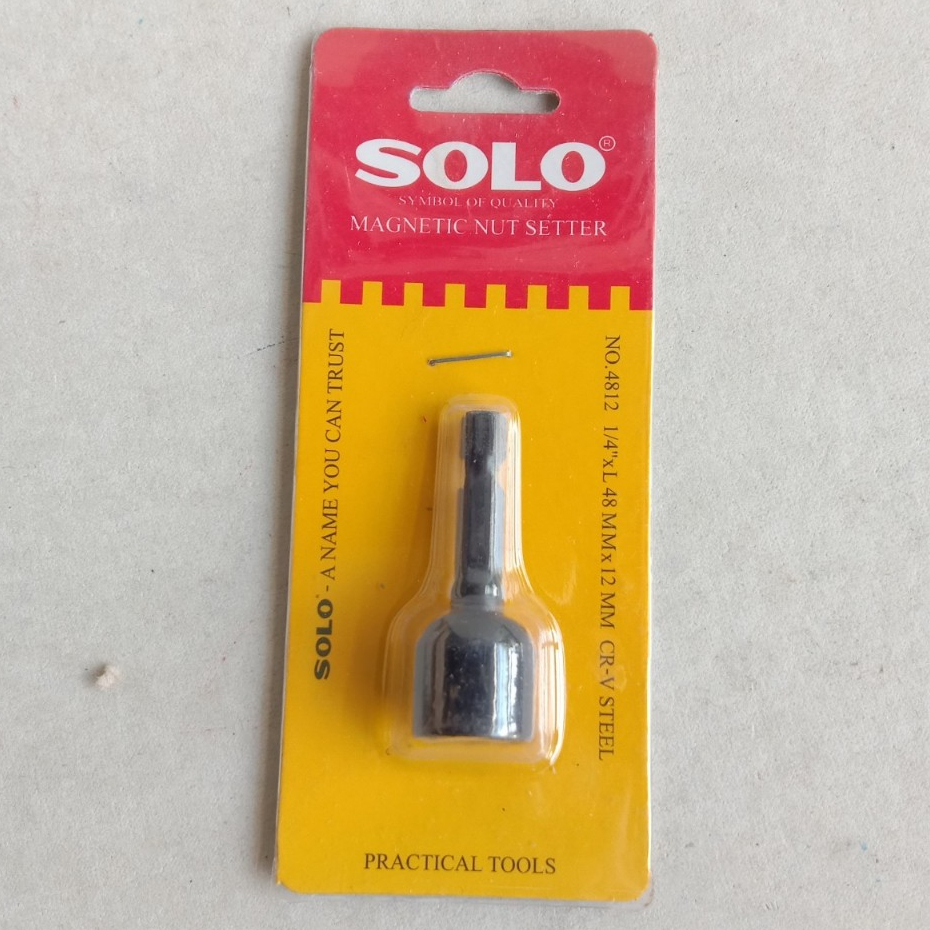 SOLO®
SYMBOL OF QUALITY
MAGNETIC NUT SETTER
SOLO® - A NAME YOU CAN TRUST
NO.4812 1/4"xL 48 MMx12 MM CR-V STEEL
PRACTICAL TOOLS